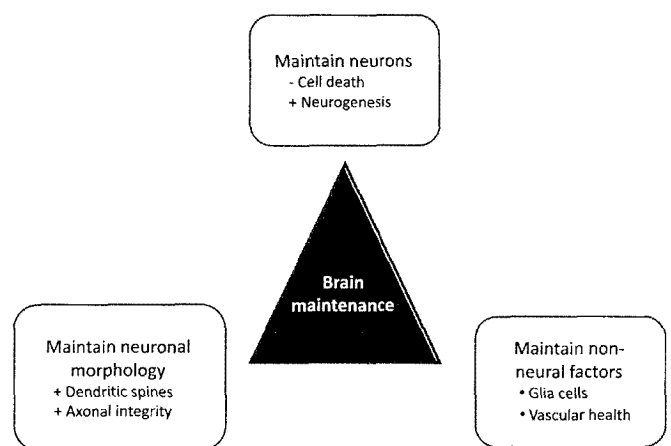 Maintain neurons
- Cell death
+ Neurogenesis
Brain
maintenance
Maintain neuronal
morphology
+ Dendritic spines
+ Axonal integrity
Maintain non-
neural factors
• Glia cells
• Vascular health